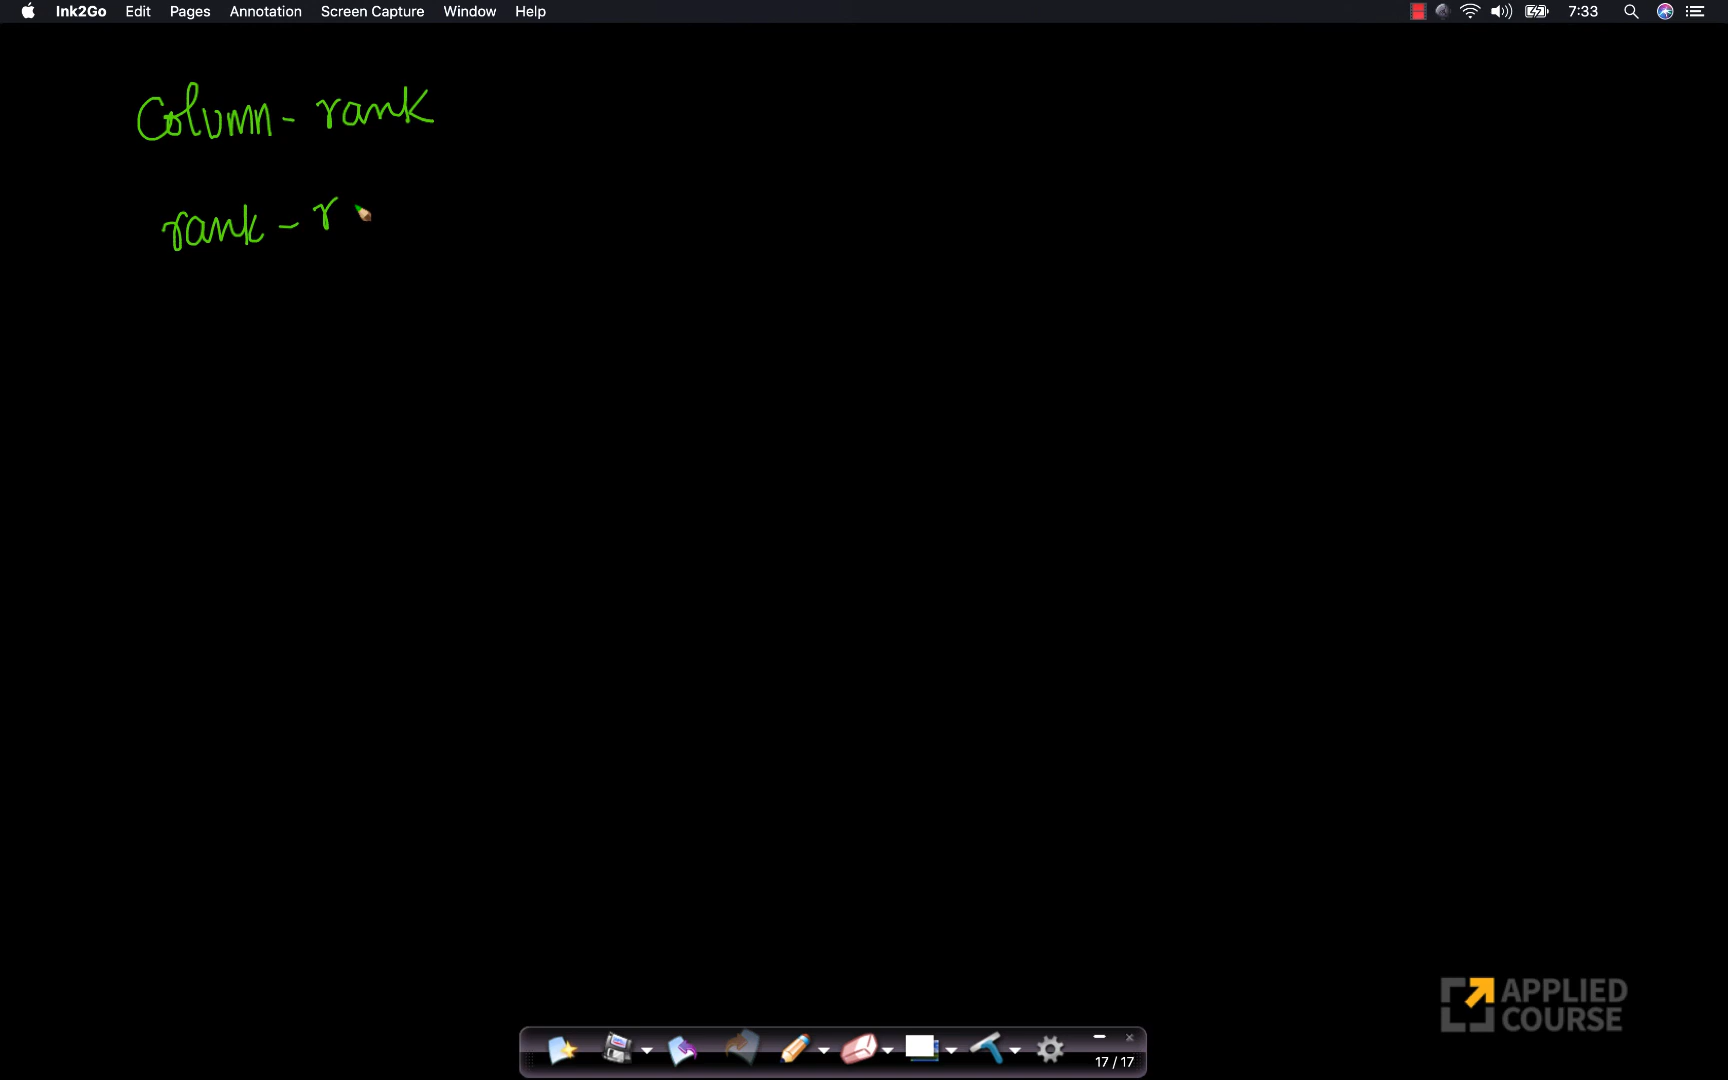 Ink2Go Edit Pages Annotation Screen Capture Window Help 7:33
Column - rank
rank - r
APPLIED
COURSE
17 / 17